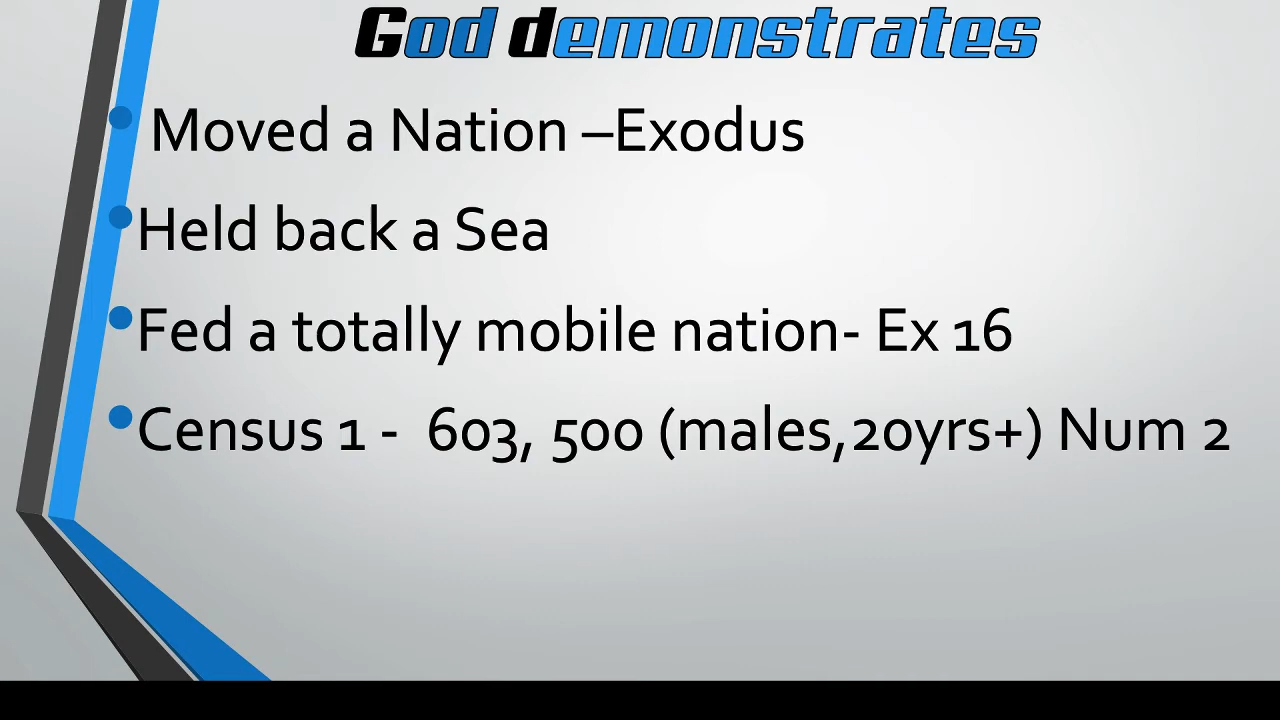 God demonstrates
• Moved a Nation –Exodus
• Held back a Sea
• Fed a totally mobile nation- Ex 16
• Census 1 -  603, 500 (males,20yrs+) Num 2